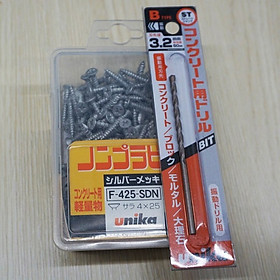 B TYPE
ST
3.2
コンクリート用ドリル
BIT
コンクリート／ブロック／モルタル／大理石
振動ドリル用
ノンプラビス
シルバーメッキ
コンクリート用
軽量物
F-425-SDN
サラ 4×25
unika